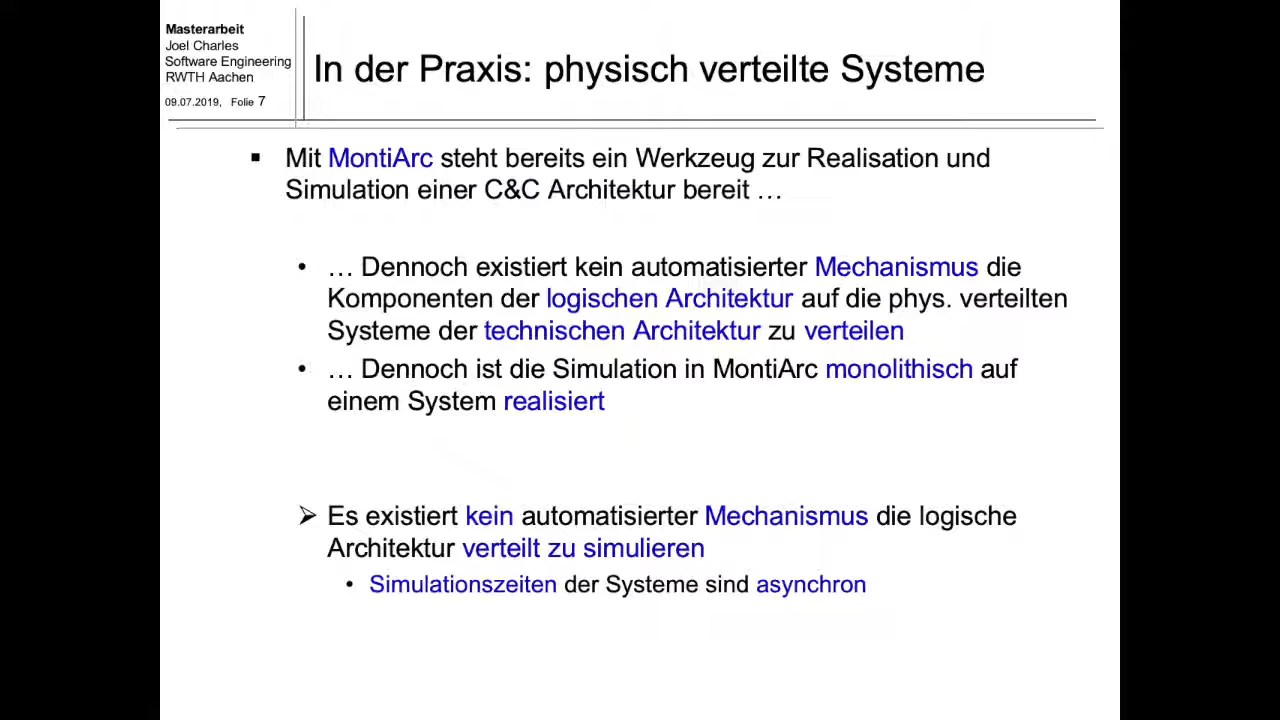 Masterarbeit
Joel Charles
Software Engineering
RWTH Aachen
09.07.2019, Folie 7
In der Praxis: physisch verteilte Systeme
▪ Mit MontiArc steht bereits ein Werkzeug zur Realisation und
Simulation einer C&C Architektur bereit …
• … Dennoch existiert kein automatisierter Mechanismus die
Komponenten der logischen Architektur auf die phys. verteilten
Systeme der technischen Architektur zu verteilen
• … Dennoch ist die Simulation in MontiArc monolithisch auf
einem System realisiert
➢ Es existiert kein automatisierter Mechanismus die logische
Architektur verteilt zu simulieren
• Simulationszeiten der Systeme sind asynchron